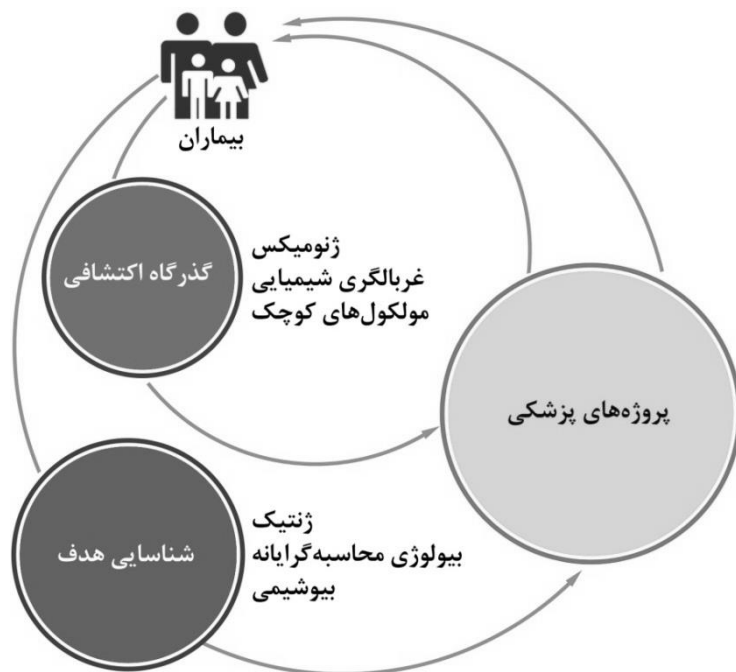 بیماران
گذرگاه اکتشافی
ژنومیکس
غربالگری شیمیایی
مولکول‌های کوچک
پروژه‌های پزشکی
شناسایی هدف
ژنتیک
بیولوژی محاسبه‌گرایانه
بیوشیمی